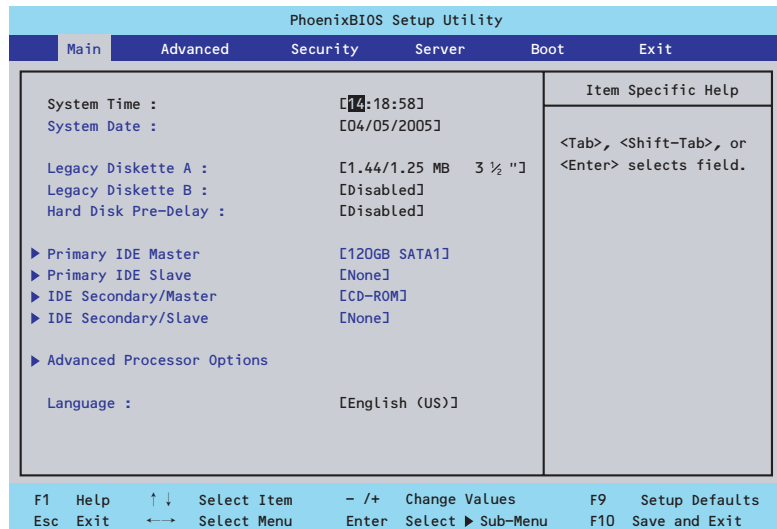 PhoenixBIOS Setup Utility
Main Advanced Security Server Boot Exit
Item Specific Help
System Time : [14:18:58]
System Date : [04/05/2005]
<Tab>, <Shift-Tab>, or
<Enter> selects field.
Legacy Diskette A : [1.44/1.25 MB 3 ½ "]
Legacy Diskette B : [Disabled]
Hard Disk Pre-Delay : [Disabled]
▶ Primary IDE Master [120GB SATA1]
▶ Primary IDE Slave [None]
▶ IDE Secondary/Master [CD-ROM]
▶ IDE Secondary/Slave [None]
▶ Advanced Processor Options
Language : [English (US)]
F1 Help ↑↓ Select Item - /+ Change Values F9 Setup Defaults
Esc Exit ←→ Select Menu Enter Select ▶ Sub-Menu F10 Save and Exit